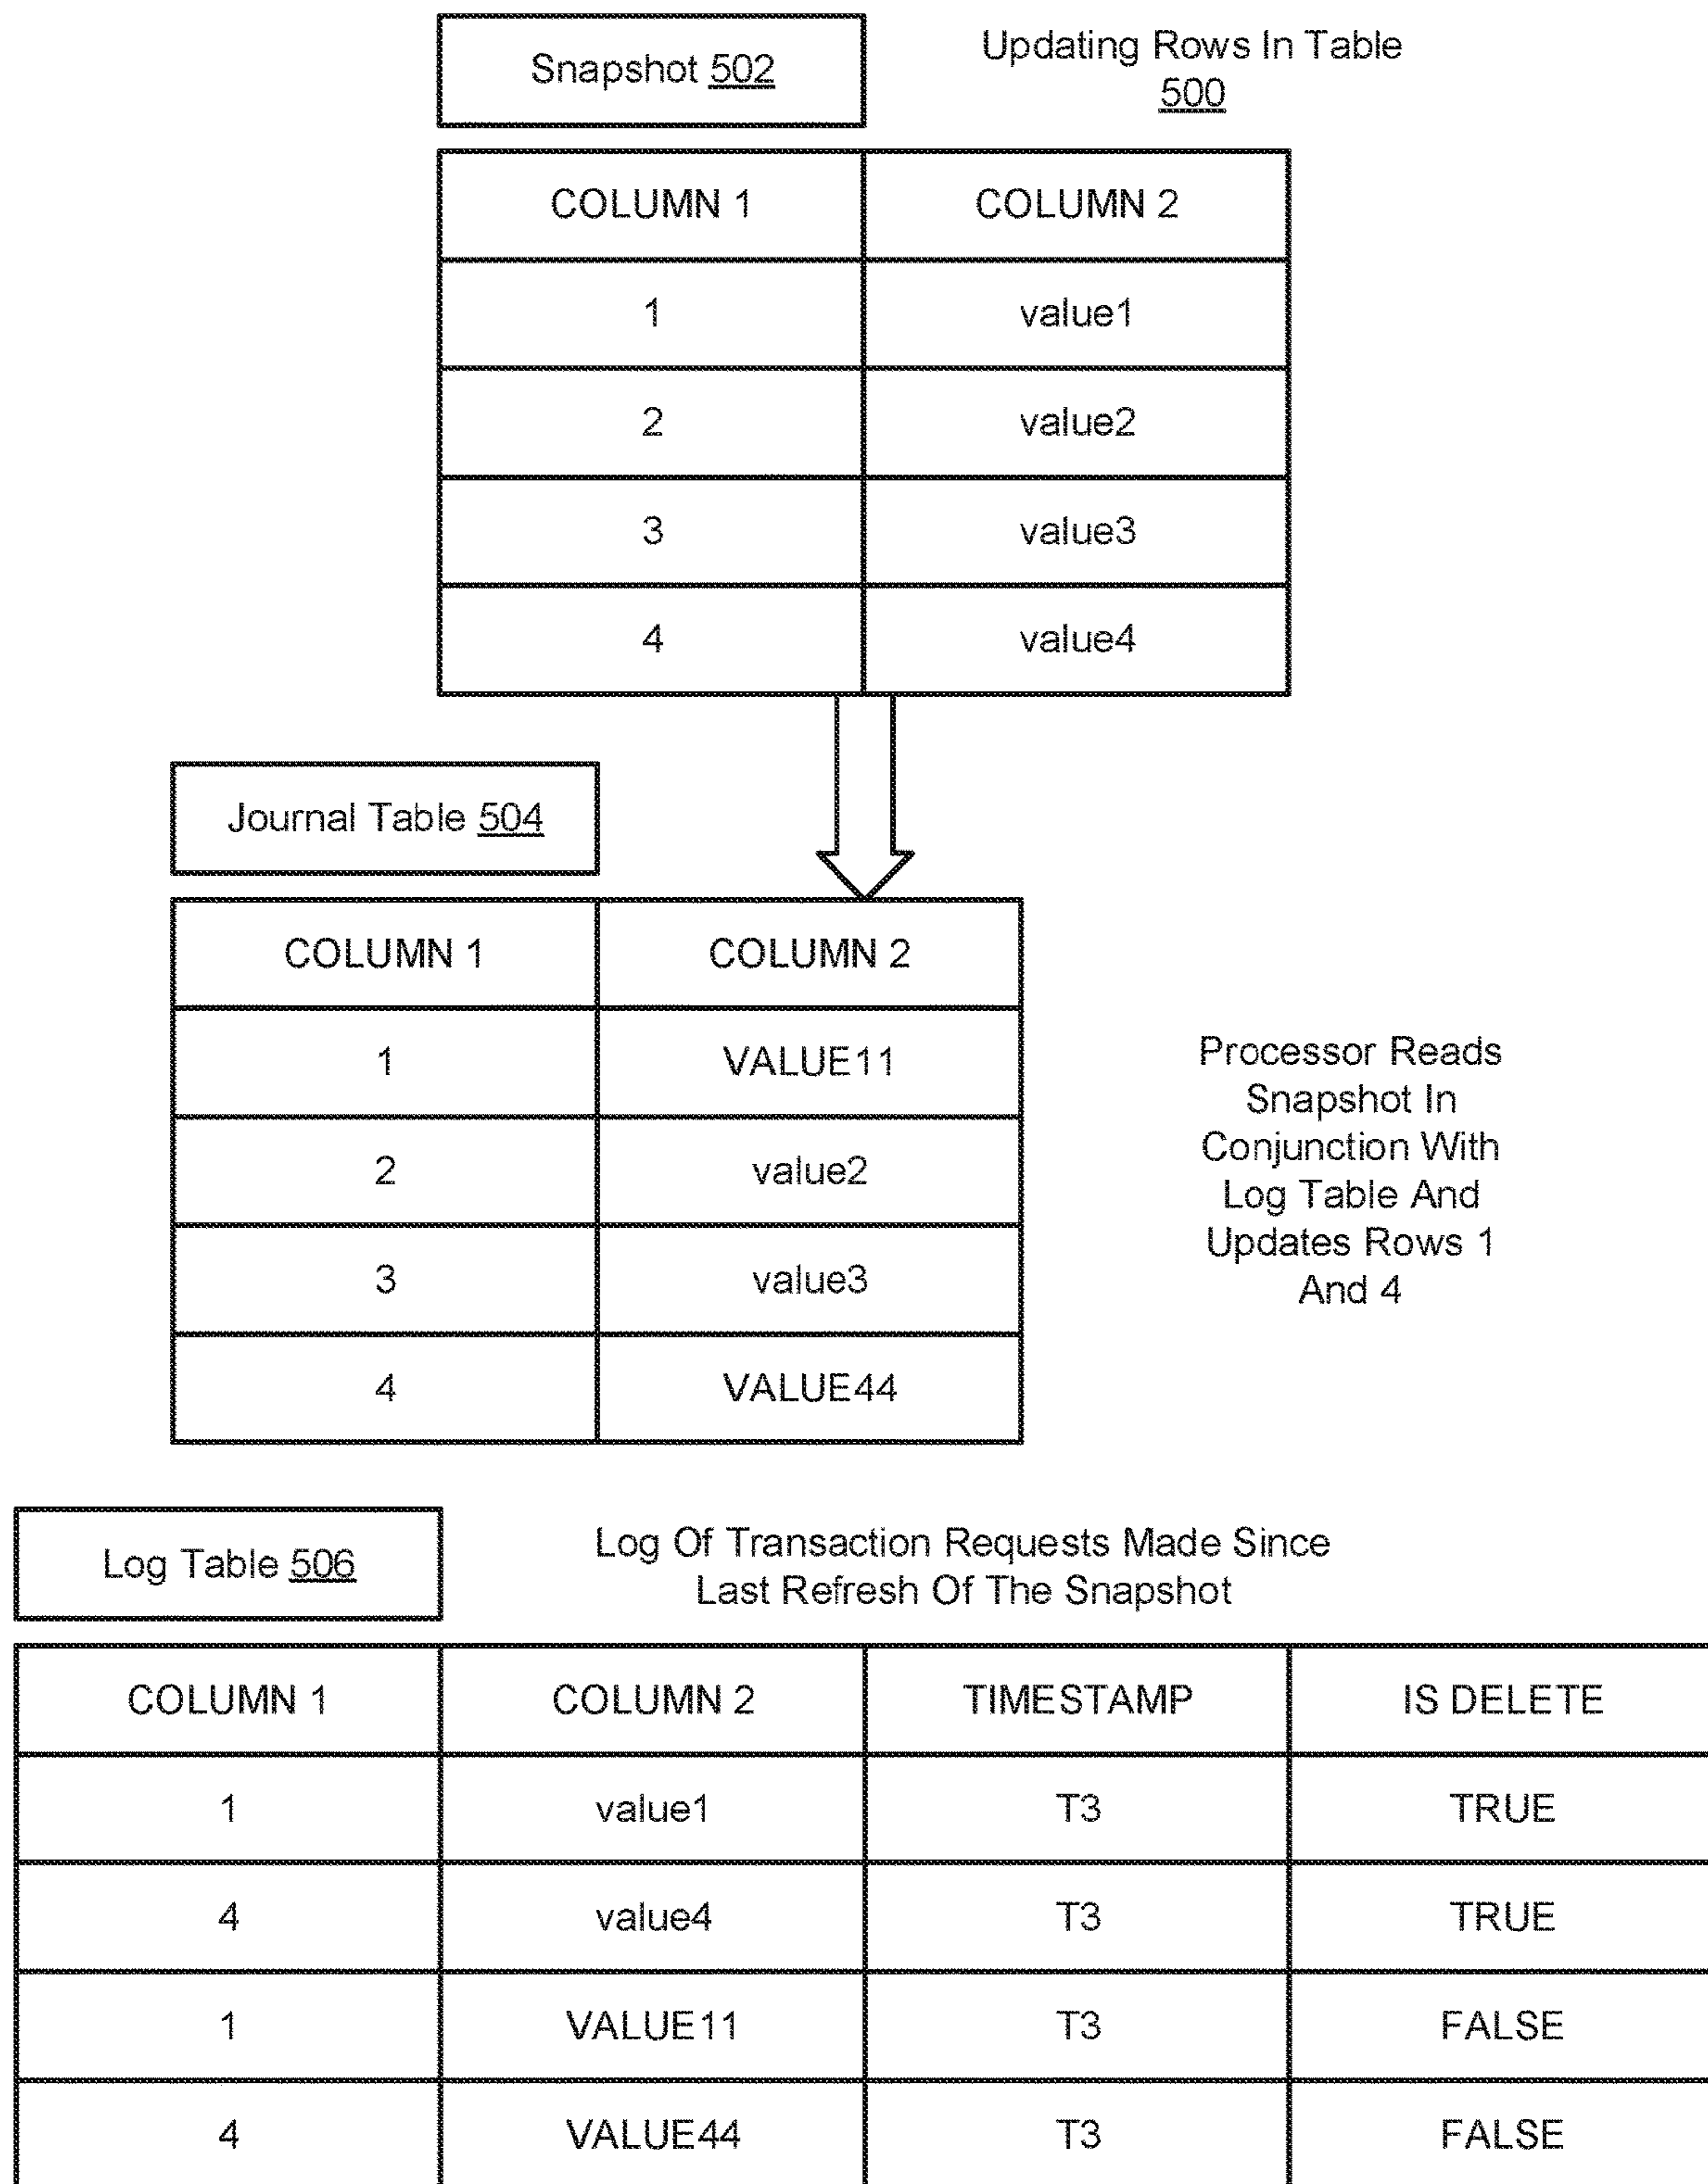 Snapshot 502
Updating Rows In Table
500
COLUMN 1 COLUMN 2
1 value1
2 value2
3 value3
4 value4
Journal Table 504
COLUMN 1 COLUMN 2
1 VALUE11
2 value2
3 value3
4 VALUE44
Processor Reads
Snapshot In
Conjunction With
Log Table And
Updates Rows 1
And 4
Log Table 506
Log Of Transaction Requests Made Since
Last Refresh Of The Snapshot
COLUMN 1 COLUMN 2 TIMESTAMP IS DELETE
1 value1 T3 TRUE
4 value4 T3 TRUE
1 VALUE11 T3 FALSE
4 VALUE44 T3 FALSE